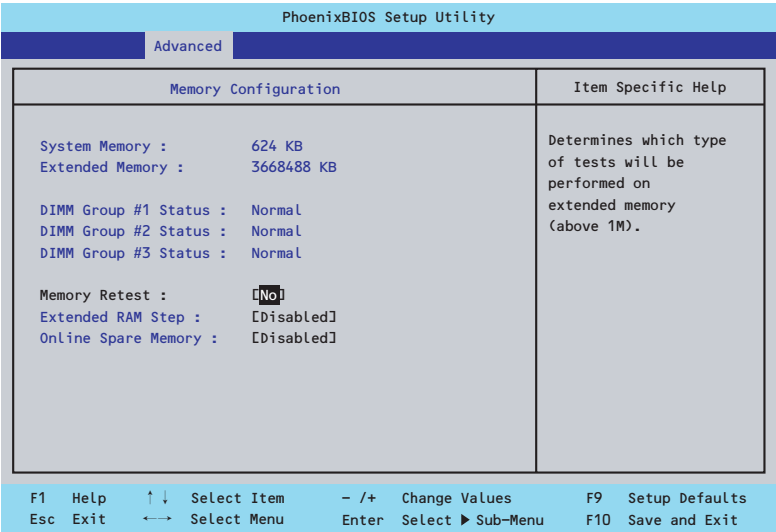 PhoenixBIOS Setup Utility
Advanced
Memory Configuration
System Memory : 624 KB
Extended Memory : 3668488 KB
DIMM Group #1 Status : Normal
DIMM Group #2 Status : Normal
DIMM Group #3 Status : Normal
Memory Retest : [No]
Extended RAM Step : [Disabled]
Online Spare Memory : [Disabled]
Item Specific Help
Determines which type
of tests will be
performed on
extended memory
(above 1M).
F1 Help ↑↓ Select Item - /+ Change Values F9 Setup Defaults
Esc Exit ←→ Select Menu Enter Select ▶ Sub-Menu F10 Save and Exit